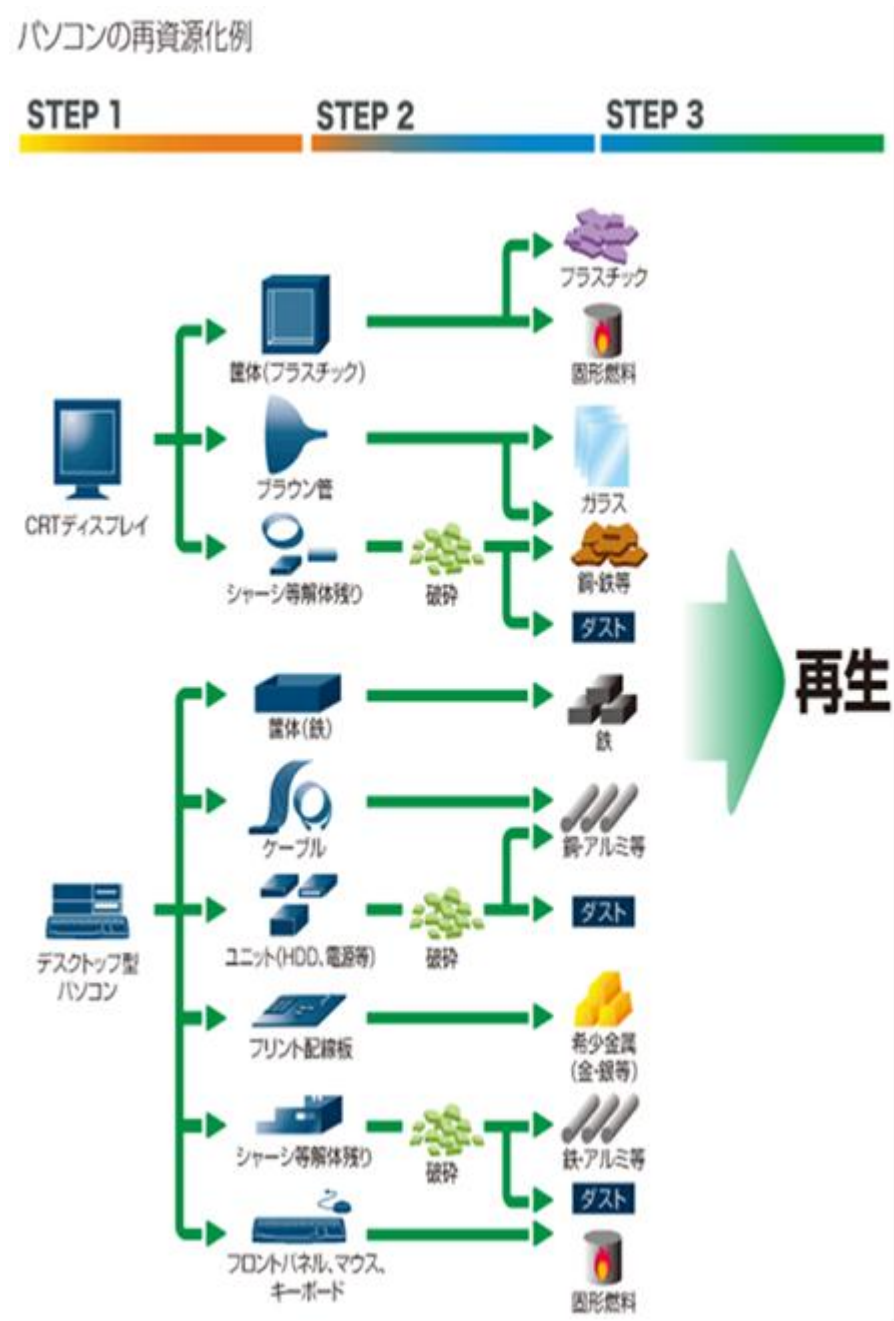 パソコンの再資源化例
STEP 1
STEP 2
STEP 3
プラスチック
筐体(プラスチック)
固形燃料
CRTディスプレイ
ブラウン管
ガラス
シャーシ等解体残り
破砕
銅・鉄等
ダスト
再生
筐体(鉄)
鉄
ケーブル
銅・アルミ等
デスクトップ型
パソコン
ユニット(HDD、電源等)
破砕
ダスト
プリント配線板
希少金属
(金・銀等)
シャーシ等解体残り
破砕
鉄・アルミ等
ダスト
フロントパネル、マウス、
キーボード
固形燃料